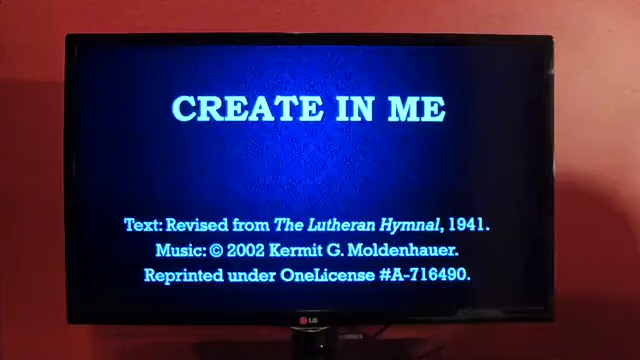 CREATE IN ME
Text: Revised from The Lutheran Hymnal, 1941.
Music: © 2002 Kermit G. Moldenhauer.
Reprinted under OneLicense #A-716490.
LG